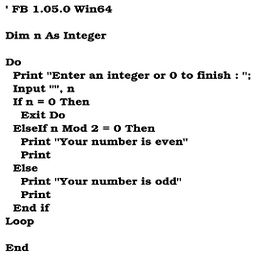 ' FB 1.05.0 Win64
Dim n As Integer
Do
  Print "Enter an integer or 0 to finish : ";
  Input "", n
  If n = 0 Then
    Exit Do
  ElseIf n Mod 2 = 0 Then
    Print "Your number is even"
    Print
  Else
    Print "Your number is odd"
    Print
  End if
Loop
End